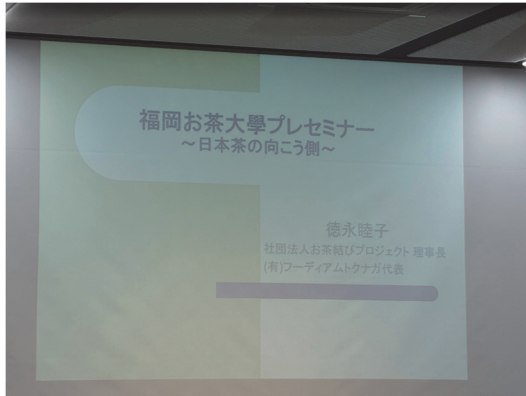 福岡お茶大學プレセミナー
～日本茶の向こう側～
徳永睦子
社団法人お茶結びプロジェクト 理事長
(有)フーディアムトクナガ代表